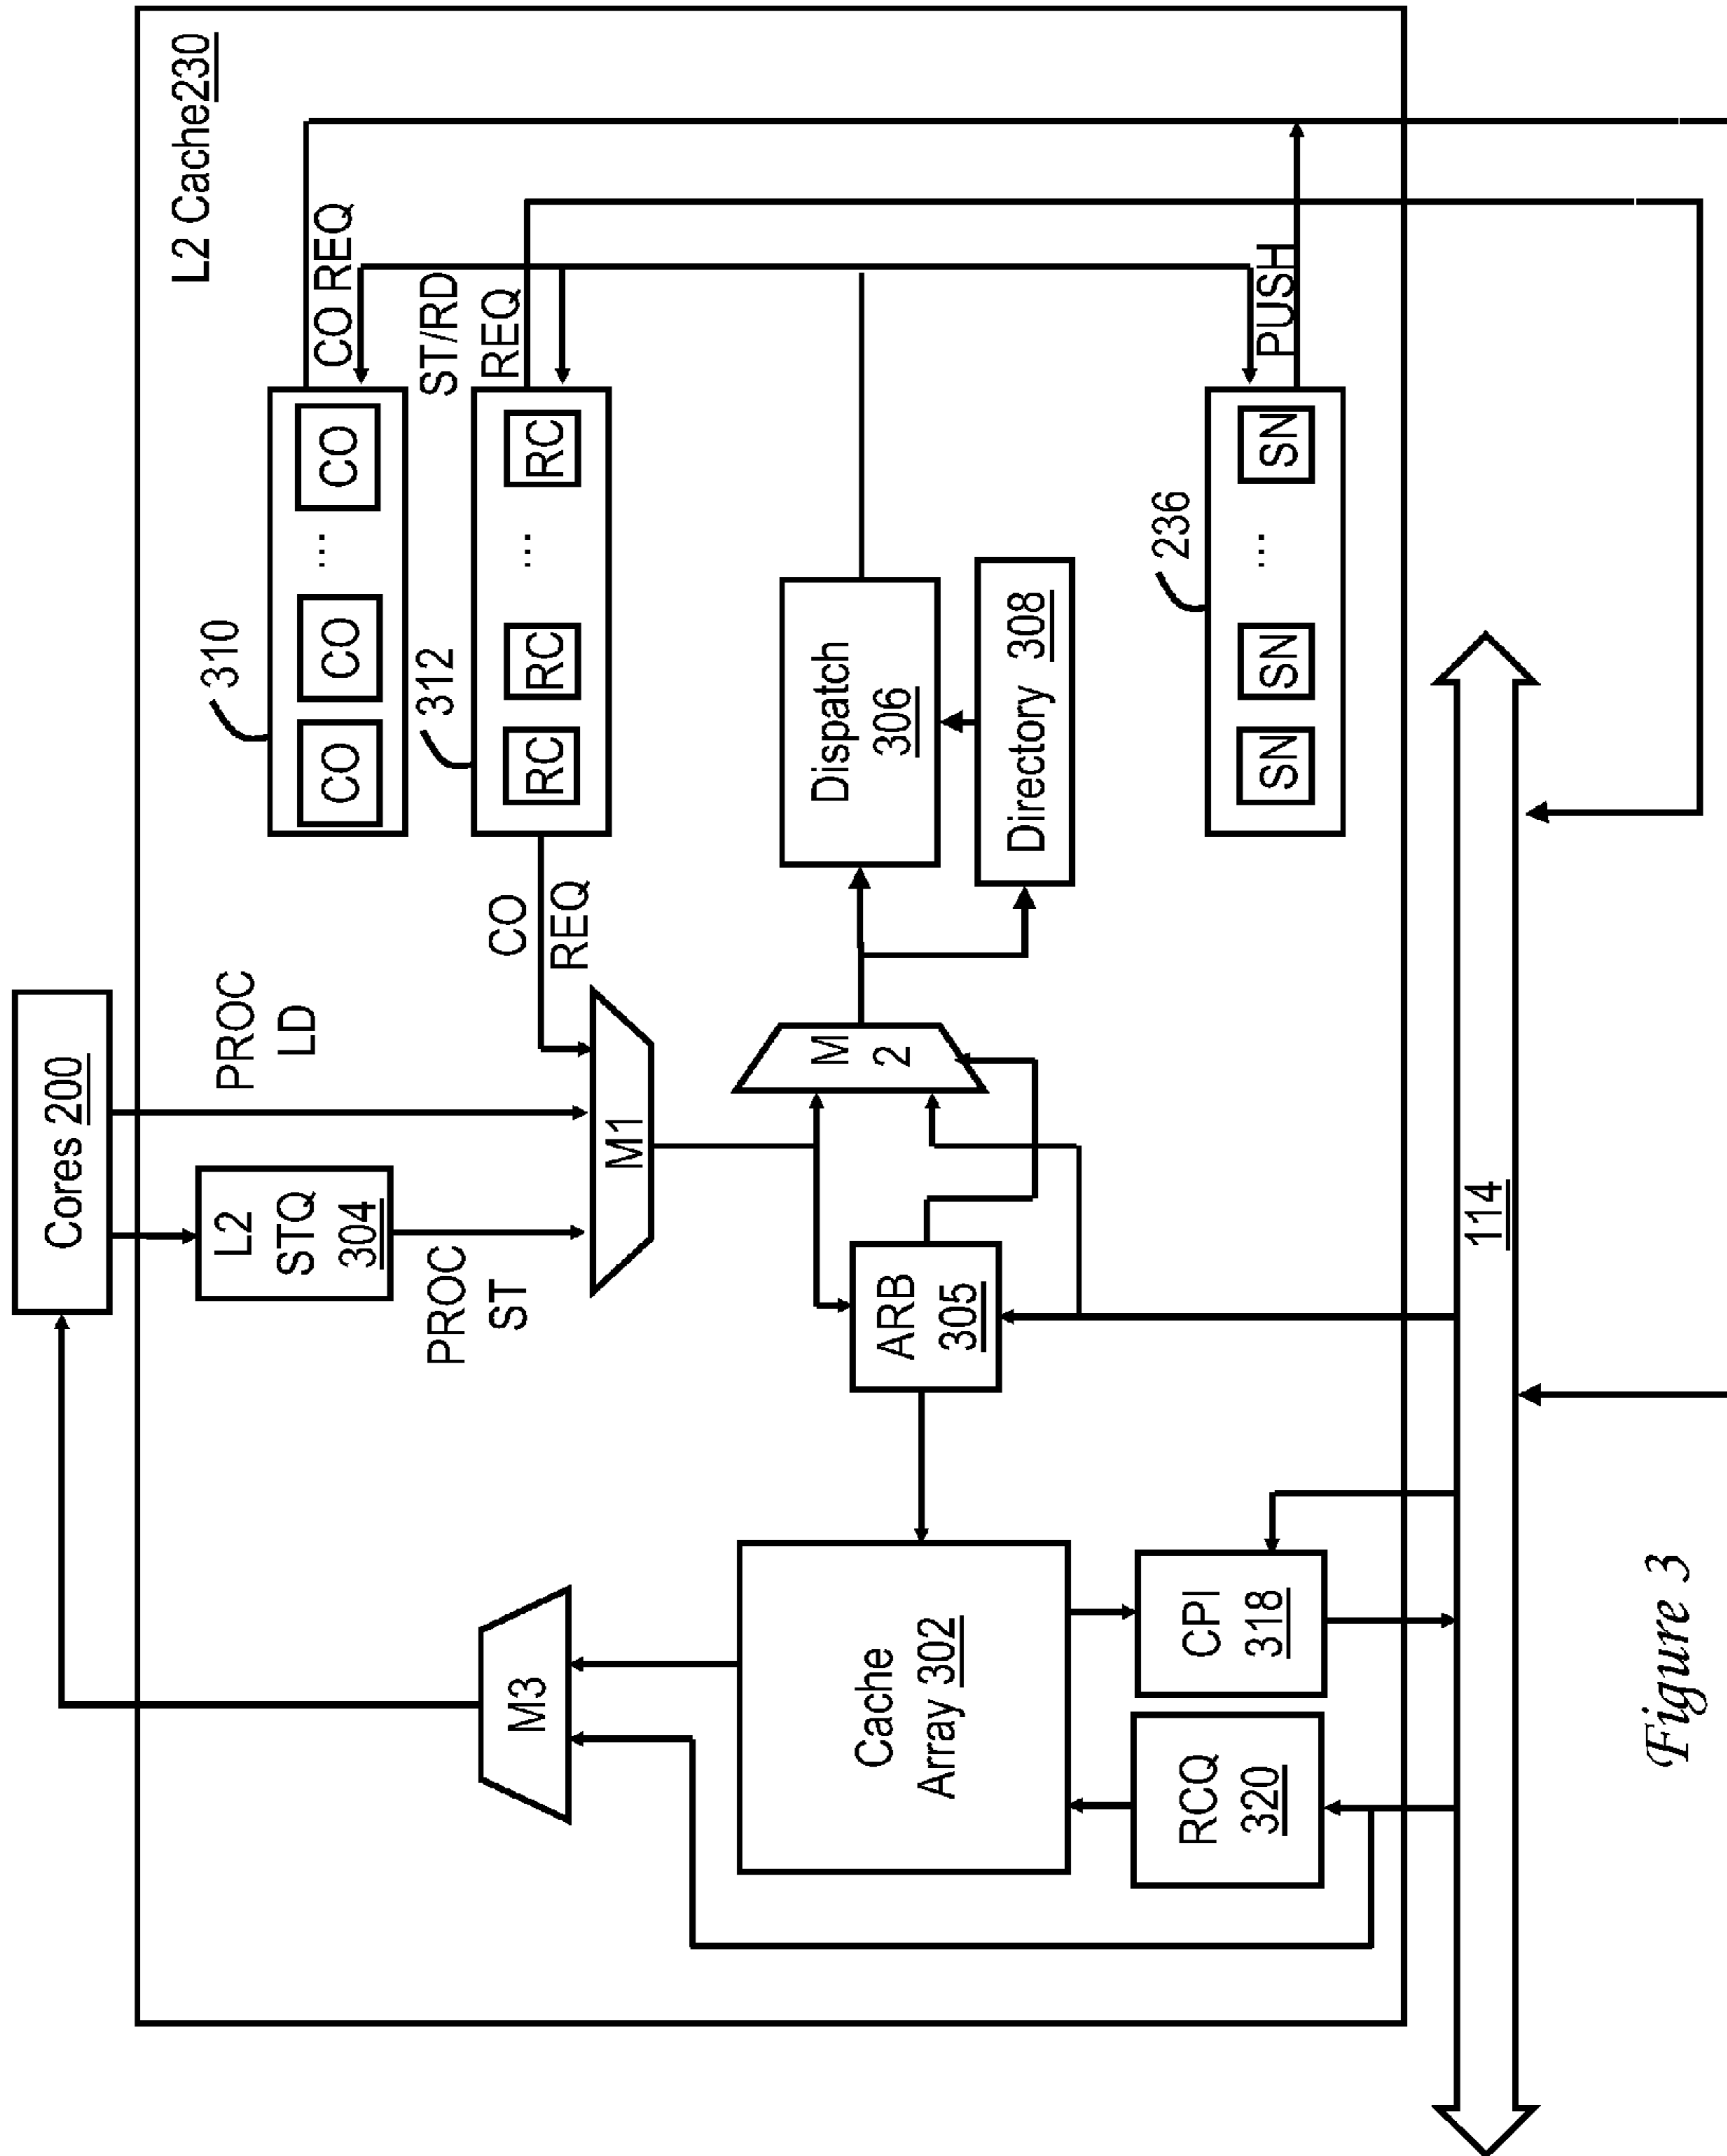 L2 Cache230
Cores 200
PROC
LD
L2
STQ
304
PROC
ST
CO REQ
310
CO
CO
...
CO
ST/RD
REQ
312
RC
RC
...
RC
CO
REQ
M1
M3
M
2
Dispatch
306
Directory 308
ARB
305
Cache
Array 302
PUSH
236
SN
SN
...
SN
CPI
318
RCQ
320
114
Figure 3